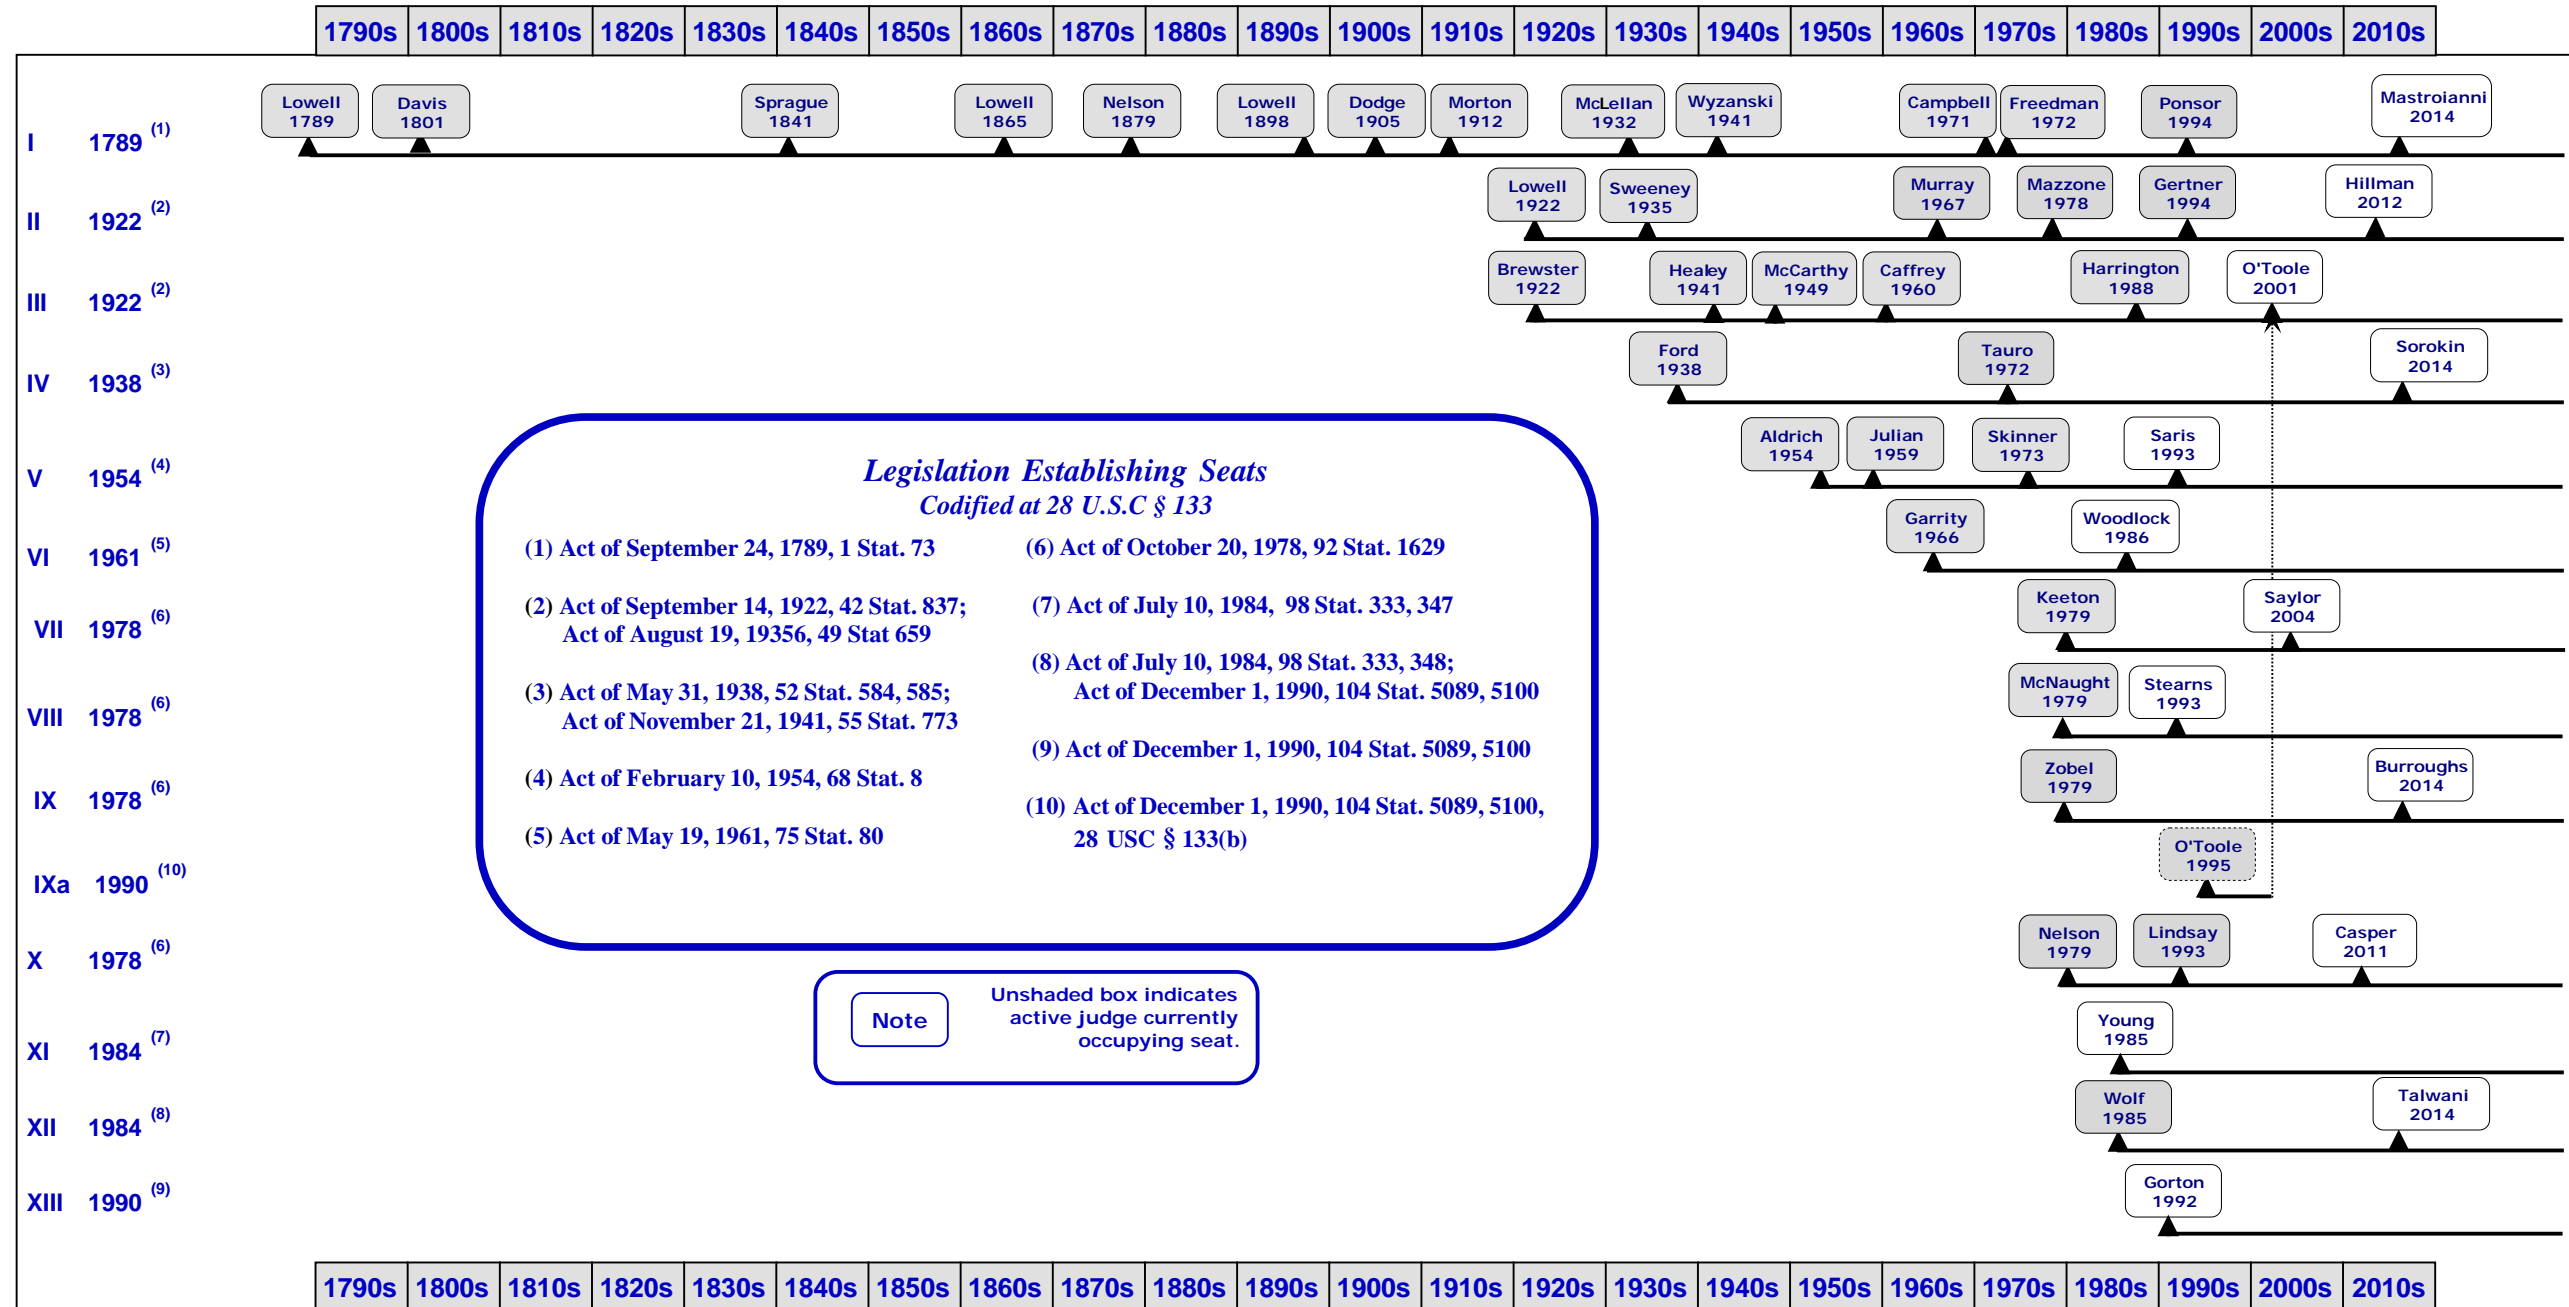 1790s 1800s 1810s 1820s 1830s 1840s 1850s 1860s 1870s 1880s 1890s 1900s 1910s 1920s 1930s 1940s 1950s 1960s 1970s 1980s 1990s 2000s 2010s
I 1789 (1)
Lowell
1789
Davis
1801
Sprague
1841
Lowell
1865
Nelson
1879
Lowell
1898
Dodge
1905
Morton
1912
McLellan
1932
Wyzanski
1941
Campbell
1971
Freedman
1972
Ponsor
1994
Mastroianni
2014
II 1922 (2)
Lowell
1922
Sweeney
1935
Murray
1967
Mazzone
1978
Gertner
1994
Hillman
2012
III 1922 (2)
Brewster
1922
Healey
1941
McCarthy
1949
Caffrey
1960
Harrington
1988
O'Toole
2001
IV 1938 (3)
Ford
1938
Tauro
1972
Sorokin
2014
V 1954 (4)
Aldrich
1954
Julian
1959
Skinner
1973
Saris
1993
VI 1961 (5)
Garrity
1966
Woodlock
1986
VII 1978 (6)
Keeton
1979
Saylor
2004
VIII 1978 (6)
McNaught
1979
Stearns
1993
IX 1978 (6)
Zobel
1979
Burroughs
2014
IXa 1990 (10)
O'Toole
1995
X 1978 (6)
Nelson
1979
Lindsay
1993
Casper
2011
XI 1984 (7)
Young
1985
XII 1984 (8)
Wolf
1985
Talwani
2014
XIII 1990 (9)
Gorton
1992
Legislation Establishing Seats
Codified at 28 U.S.C § 133
(1) Act of September 24, 1789, 1 Stat. 73
(2) Act of September 14, 1922, 42 Stat. 837;
Act of August 19, 19356, 49 Stat 659
(3) Act of May 31, 1938, 52 Stat. 584, 585;
Act of November 21, 1941, 55 Stat. 773
(4) Act of February 10, 1954, 68 Stat. 8
(5) Act of May 19, 1961, 75 Stat. 80
(6) Act of October 20, 1978, 92 Stat. 1629
(7) Act of July 10, 1984, 98 Stat. 333, 347
(8) Act of July 10, 1984, 98 Stat. 333, 348;
Act of December 1, 1990, 104 Stat. 5089, 5100
(9) Act of December 1, 1990, 104 Stat. 5089, 5100
(10) Act of December 1, 1990, 104 Stat. 5089, 5100,
28 USC § 133(b)
Note
Unshaded box indicates
active judge currently
occupying seat.
1790s 1800s 1810s 1820s 1830s 1840s 1850s 1860s 1870s 1880s 1890s 1900s 1910s 1920s 1930s 1940s 1950s 1960s 1970s 1980s 1990s 2000s 2010s